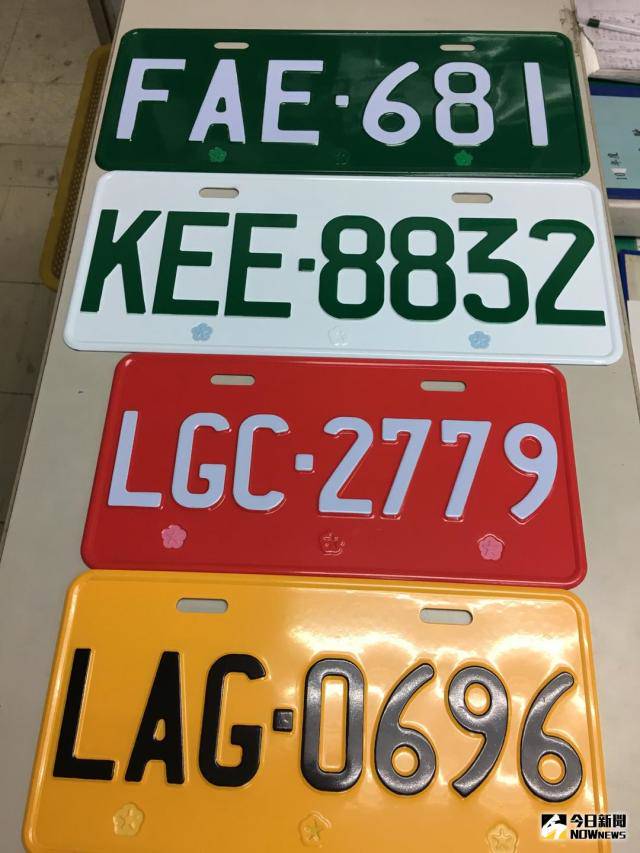 FAE·681
KEE·8832
LGC·2779
LAG·0696
今日新聞
NOWnews